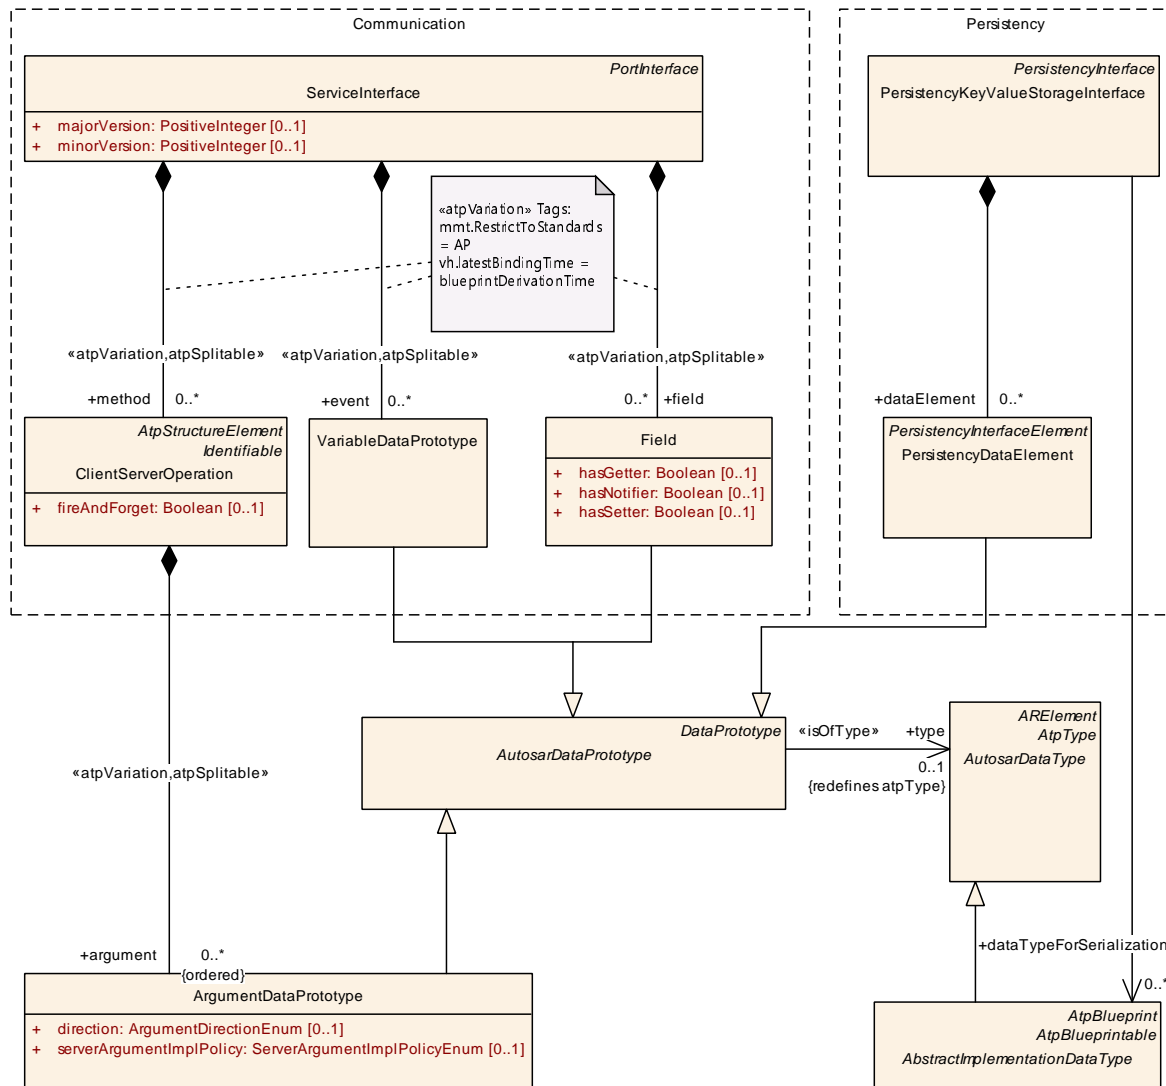 Communication
Persistency
PortInterface
ServiceInterface
+ majorVersion: PositiveInteger [0..1]
+ minorVersion: PositiveInteger [0..1]
PersistencyInterface
PersistencyKeyValueStorageInterface
«atpVariation» Tags:
mmt.RestrictToStandards
= AP
vh.latestBindingTime =
blueprintDerivationTime
«atpVariation,atpSplitable»
«atpVariation,atpSplitable»
«atpVariation,atpSplitable»
+method 0..*
+event 0..*
0..* +field
+dataElement 0..*
AtpStructureElement
Identifiable
ClientServerOperation
+ fireAndForget: Boolean [0..1]
VariableDataPrototype
Field
+ hasGetter: Boolean [0..1]
+ hasNotifier: Boolean [0..1]
+ hasSetter: Boolean [0..1]
PersistencyInterfaceElement
PersistencyDataElement
DataPrototype
AutosarDataPrototype
«isOfType» +type
0..1
{redefines atpType}
ARElement
AtpType
AutosarDataType
«atpVariation,atpSplitable»
+argument 0..*
{ordered}
+dataTypeForSerialization
0..*
ArgumentDataPrototype
+ direction: ArgumentDirectionEnum [0..1]
+ serverArgumentImplPolicy: ServerArgumentImplPolicyEnum [0..1]
AtpBlueprint
AtpBlueprintable
AbstractImplementationDataType